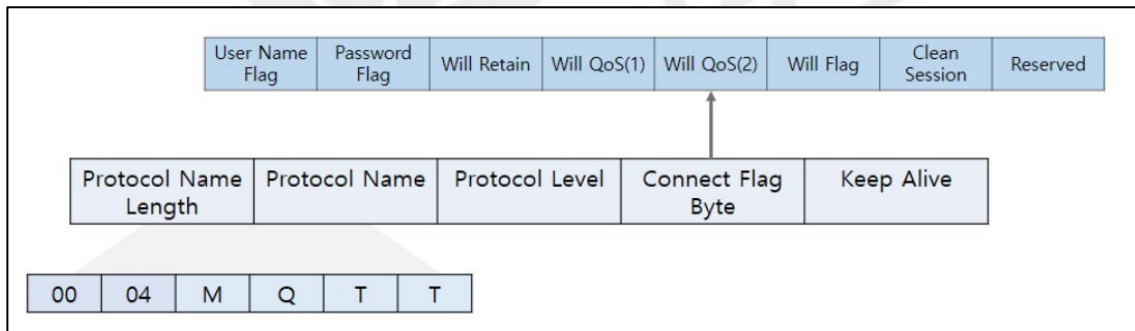 User Name Flag
Password Flag
Will Retain
Will QoS(1)
Will QoS(2)
Will Flag
Clean Session
Reserved
Protocol Name Length
Protocol Name
Protocol Level
Connect Flag Byte
Keep Alive
00 04 M Q T T